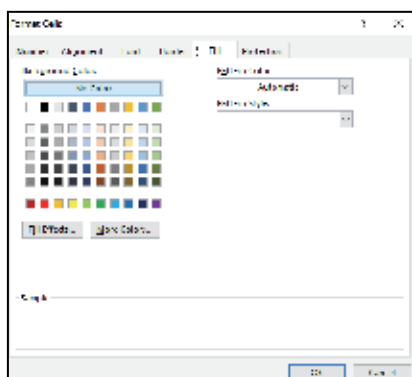 Format Cells ? ×
Number Alignment Font Border Fill Protection
Background Color: Pattern Color:
No Color Automatic
Pattern Style:
Fill Effects... More Colors...
Sample
OK Cancel